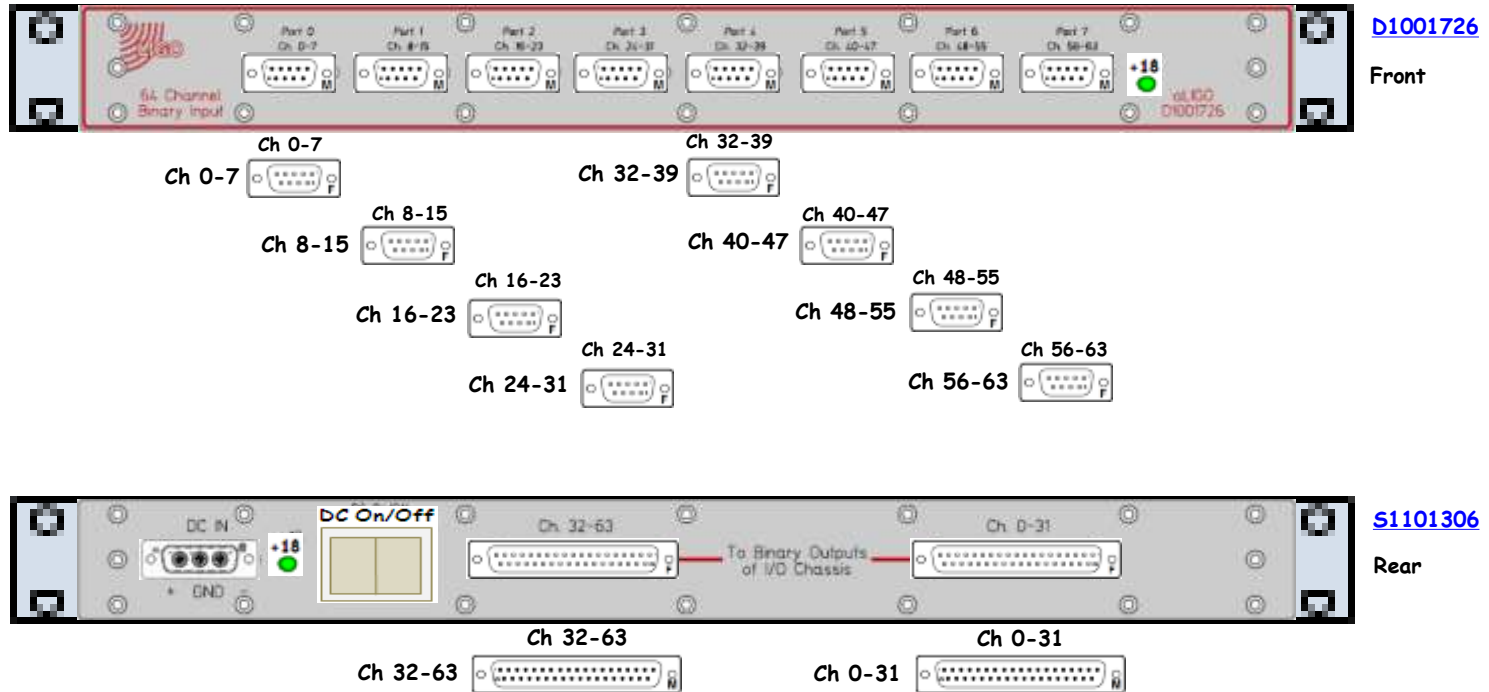 Port 0 Port 1 Port 2 Port 3 Port 4 Port 5 Port 6 Port 7
Ch. 0-7 Ch. 8-15 Ch. 16-23 Ch. 24-31 Ch. 32-39 Ch. 40-47 Ch. 48-55 Ch. 56-63
M M M M M M M M
+18
64 Channel
Binary Input
aLIGO
D1001726
D1001726
Front
Ch 0-7
Ch 0-7
F
Ch 32-39
Ch 32-39
F
Ch 8-15
Ch 8-15
F
Ch 40-47
Ch 40-47
F
Ch 16-23
Ch 16-23
F
Ch 48-55
Ch 48-55
F
Ch 24-31
Ch 24-31
F
Ch 56-63
Ch 56-63
F
DC IN
+ GND -
+18
DC On/Off
Ch. 32-63
F
To Binary Outputs
of I/O Chassis
Ch. 0-31
F
S1101306
Rear
Ch 32-63
Ch 32-63
M
Ch 0-31
Ch 0-31
M